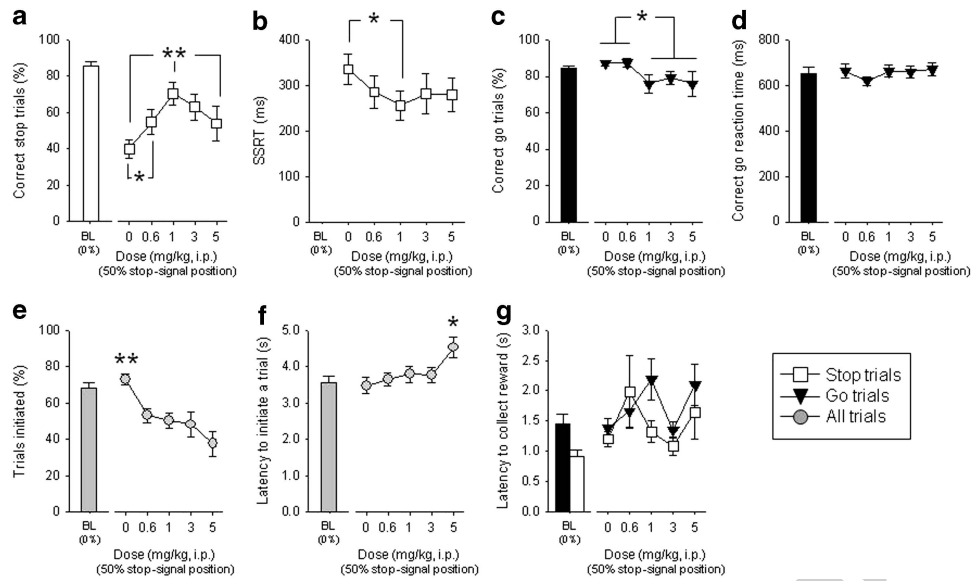 a
b
c
d
100
80
60
40
20
0
Correct stop trials (%)
**
*
BL
(0%)
0 0.6 1 3 5
Dose (mg/kg, i.p.)
(50% stop-signal position)
400
300
200
100
0
SSRT (ms)
*
BL
(0%)
0 0.6 1 3 5
Dose (mg/kg, i.p.)
(50% stop-signal position)
100
80
60
40
20
0
Correct go trials (%)
*
BL
(0%)
0 0.6 1 3 5
Dose (mg/kg, i.p.)
(50% stop-signal position)
800
600
400
200
0
Correct go reaction time (ms)
BL
(0%)
0 0.6 1 3 5
Dose (mg/kg, i.p.)
(50% stop-signal position)
e
f
g
100
80
60
40
20
0
Trials initiated (%)
**
BL
(0%)
0 0.6 1 3 5
Dose (mg/kg, i.p.)
(50% stop-signal position)
5.0
4.0
3.0
2.0
1.0
0.0
Latency to initiate a trial (s)
*
BL
(0%)
0 0.6 1 3 5
Dose (mg/kg, i.p.)
(50% stop-signal position)
3.0
2.5
2.0
1.5
1.0
0.5
0.0
Latency to collect reward (s)
BL
(0%)
0 0.6 1 3 5
Dose (mg/kg, i.p.)
(50% stop-signal position)
Stop trials
Go trials
All trials